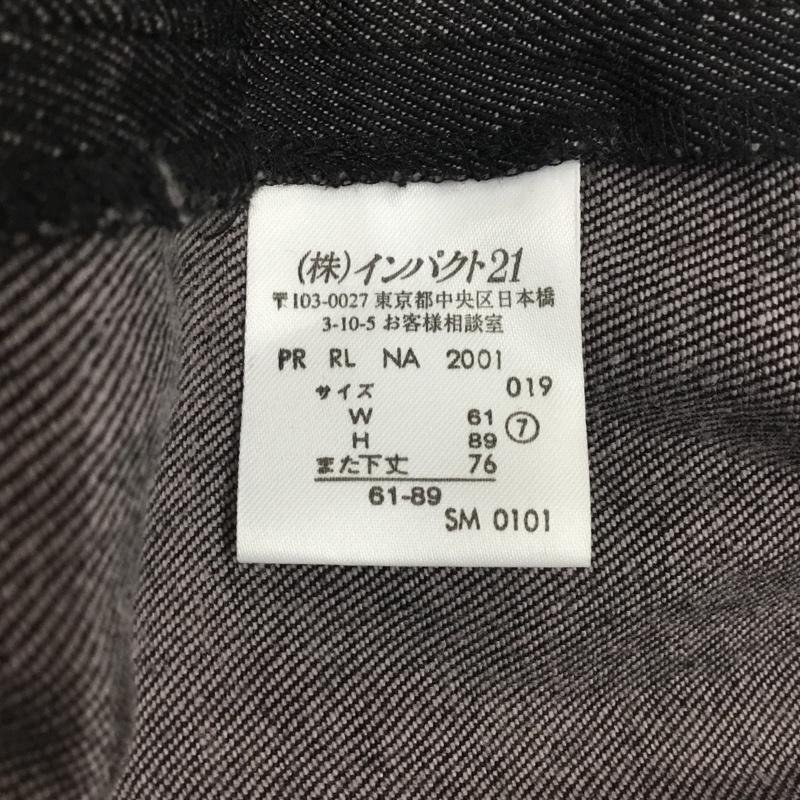 (株)インパクト21
〒103-0027 東京都中央区日本橋
3-10-5 お客様相談室
PR RL NA 2001
サイズ 019
W 61
H 89 ⑦
また下丈 76
61-89
SM 0101